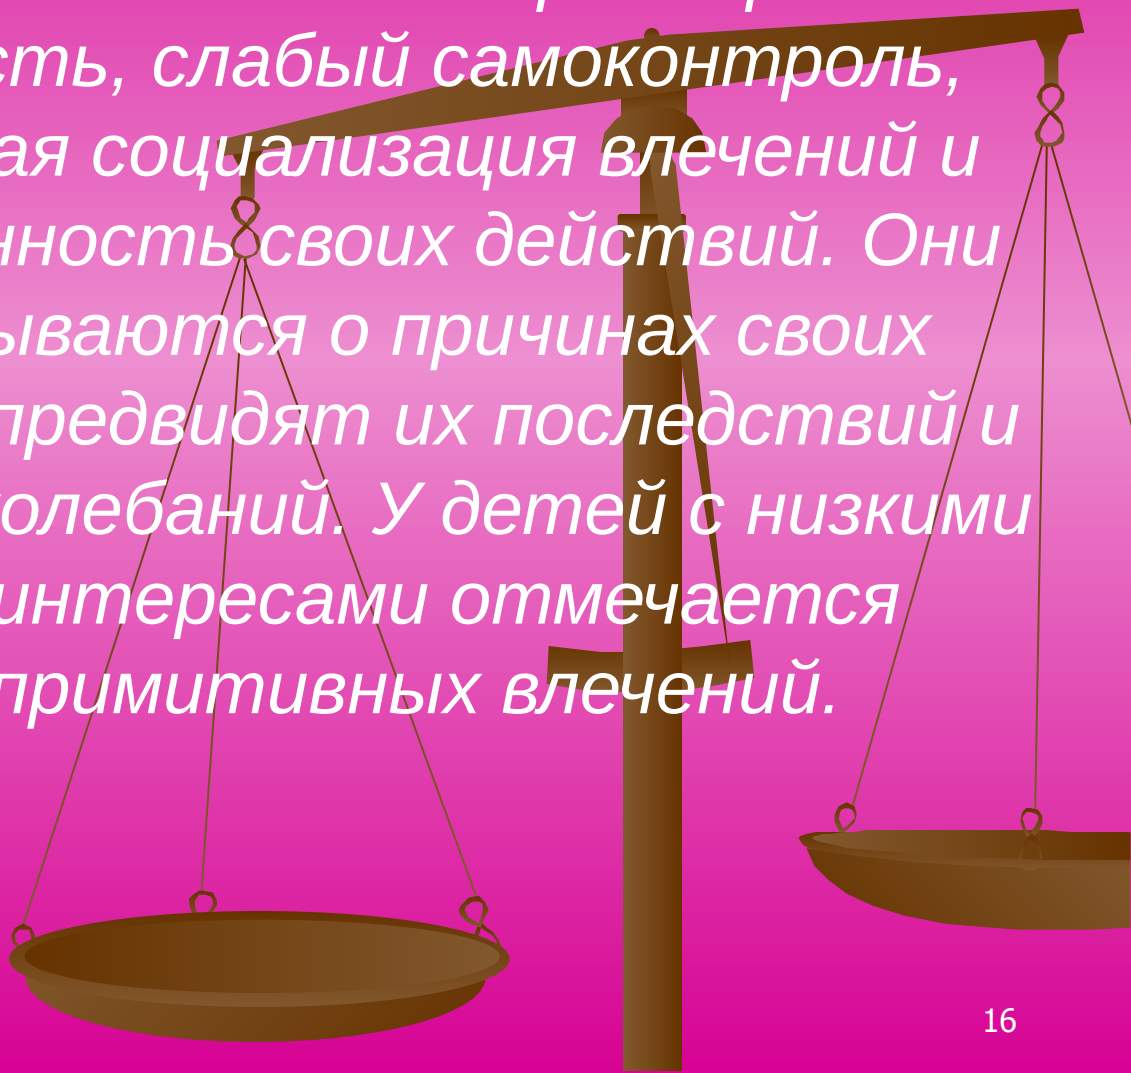 сть, слабый самоконтроль,
ая социализация влечений и
нность своих действий. Они
ываются о причинах своих
предвидят их последствий и
колебаний. У детей с низкими
интересами отмечается
примитивных влечений.
16